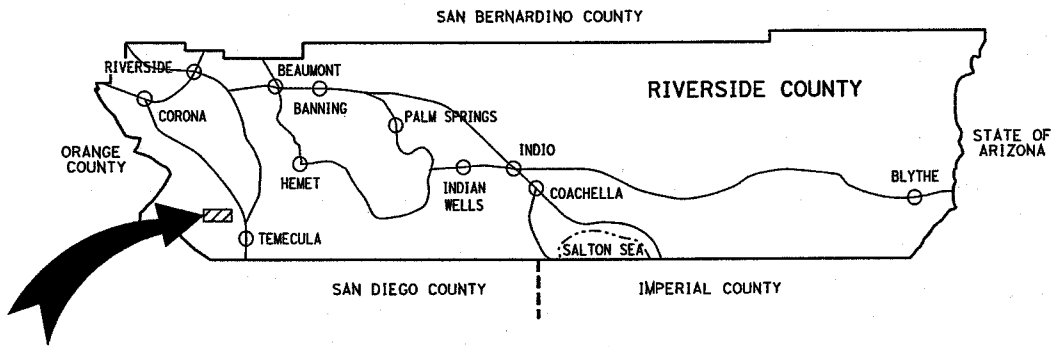 SAN BERNARDINO COUNTY
RIVERSIDE
BEAUMONT
RIVERSIDE COUNTY
BANNING
CORONA
PALM SPRINGS
STATE OF
ARIZONA
ORANGE
COUNTY
INDIO
HEMET
INDIAN
WELLS
COACHELLA
BLYTHE
TEMECULA
SALTON SEA
SAN DIEGO COUNTY
IMPERIAL COUNTY